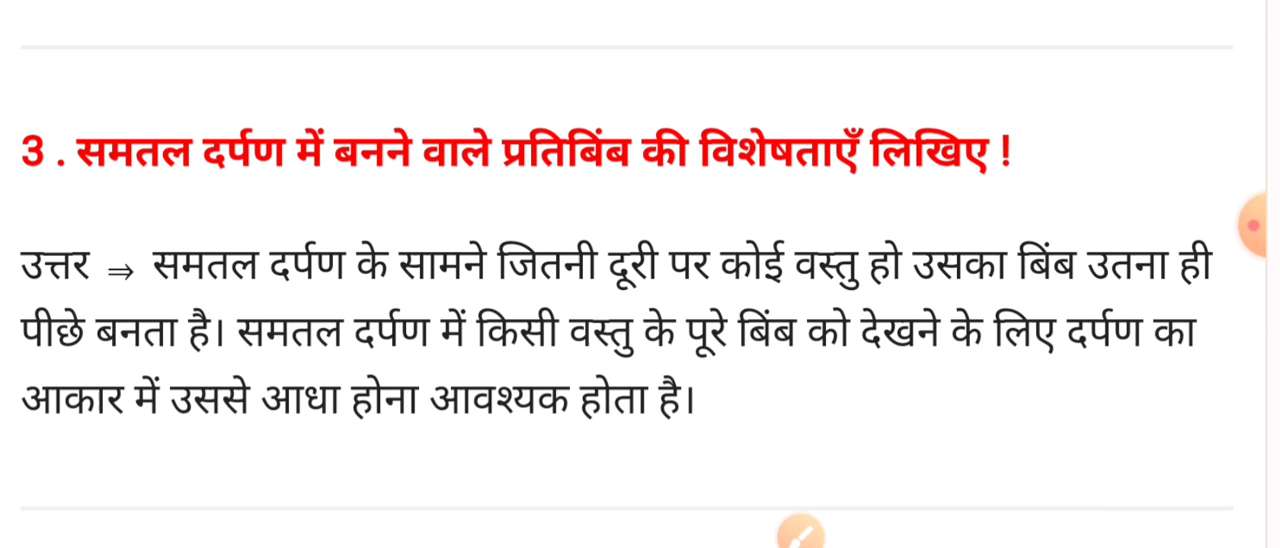 3 . समतल दर्पण में बनने वाले प्रतिबिंब की विशेषताएँ लिखिए !
उत्तर ⇒ समतल दर्पण के सामने जितनी दूरी पर कोई वस्तु हो उसका बिंब उतना ही
पीछे बनता है। समतल दर्पण में किसी वस्तु के पूरे बिंब को देखने के लिए दर्पण का
आकार में उससे आधा होना आवश्यक होता है।